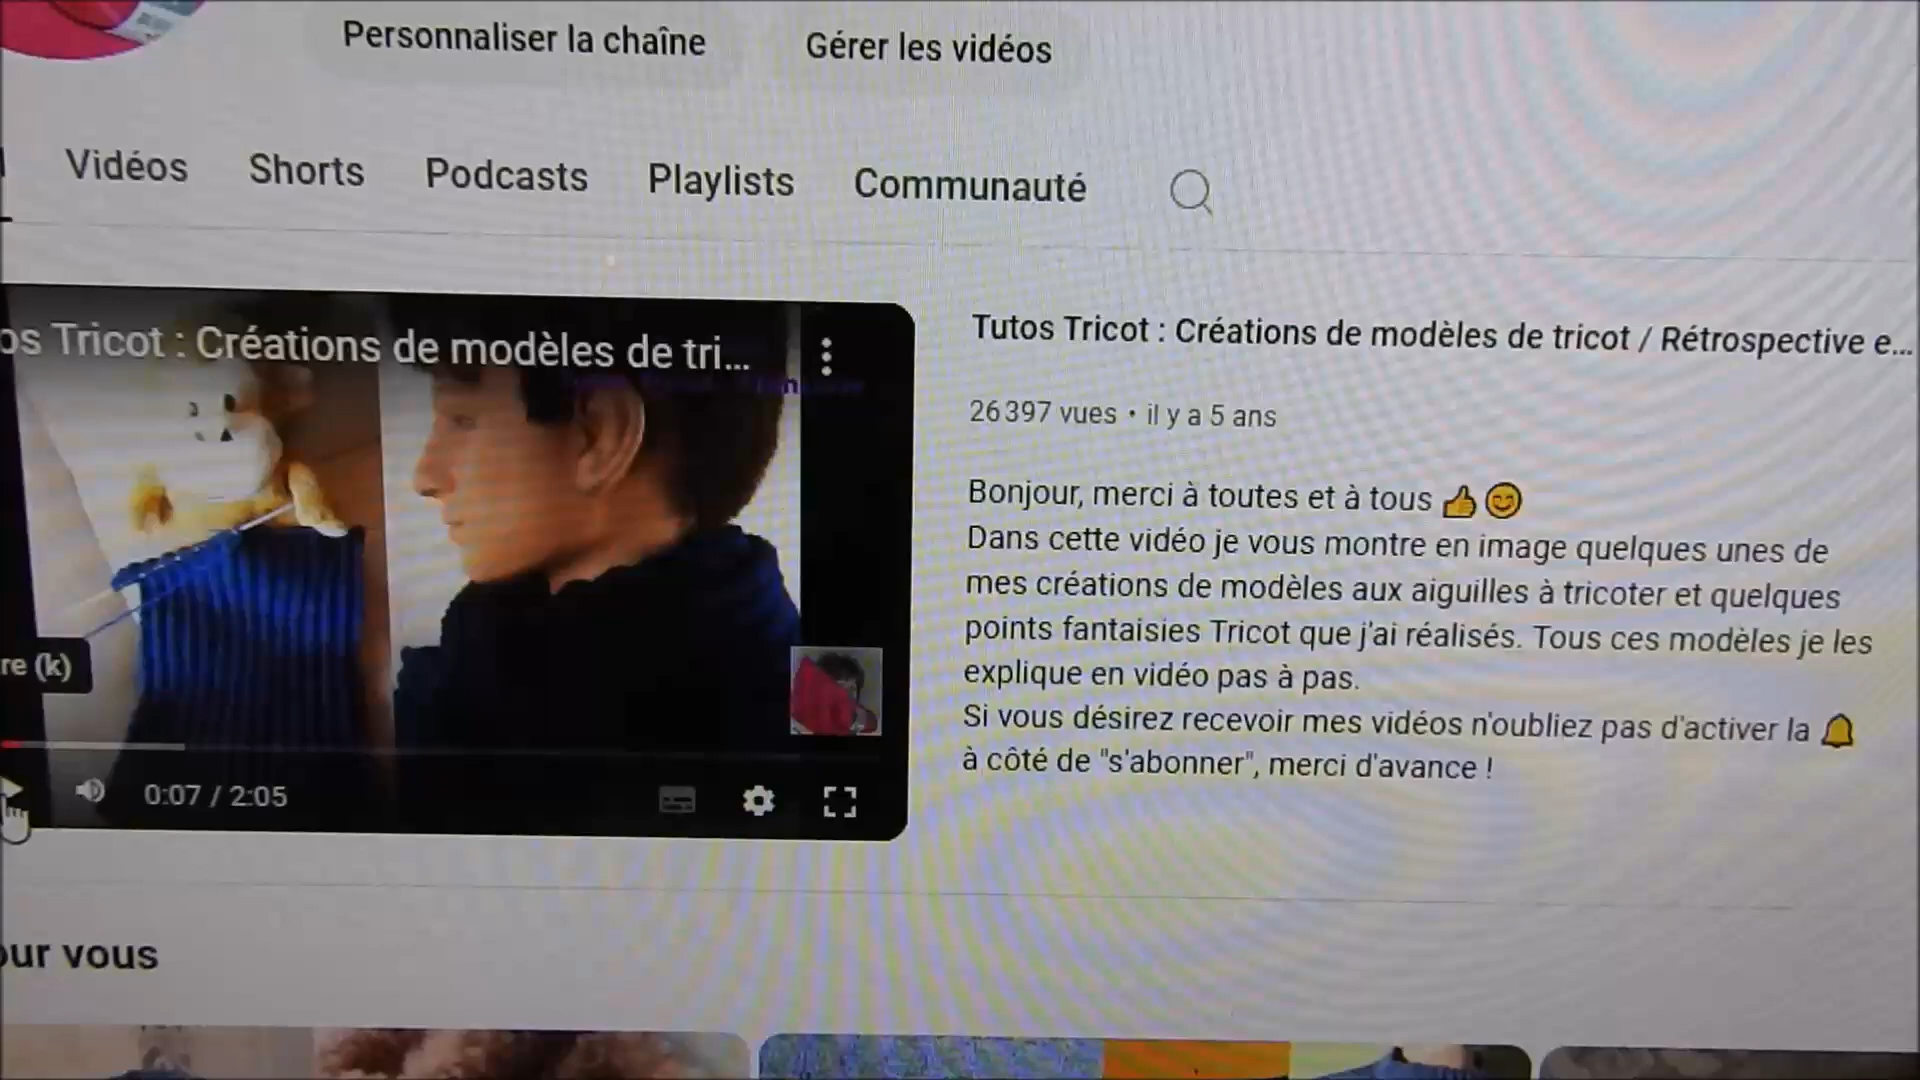 Personnaliser la chaîne
Gérer les vidéos
Vidéos Shorts Podcasts Playlists Communauté
os Tricot : Créations de modèles de tri...
re (k)
0:07 / 2:05
Tutos Tricot : Créations de modèles de tricot / Rétrospective e...
26 397 vues • il y a 5 ans
Bonjour, merci à toutes et à tous 👍😊
Dans cette vidéo je vous montre en image quelques unes de
mes créations de modèles aux aiguilles à tricoter et quelques
points fantaisies Tricot que j'ai réalisés. Tous ces modèles je les
explique en vidéo pas à pas.
Si vous désirez recevoir mes vidéos n'oubliez pas d'activer la 🔔
à côté de "s'abonner", merci d'avance !
our vous